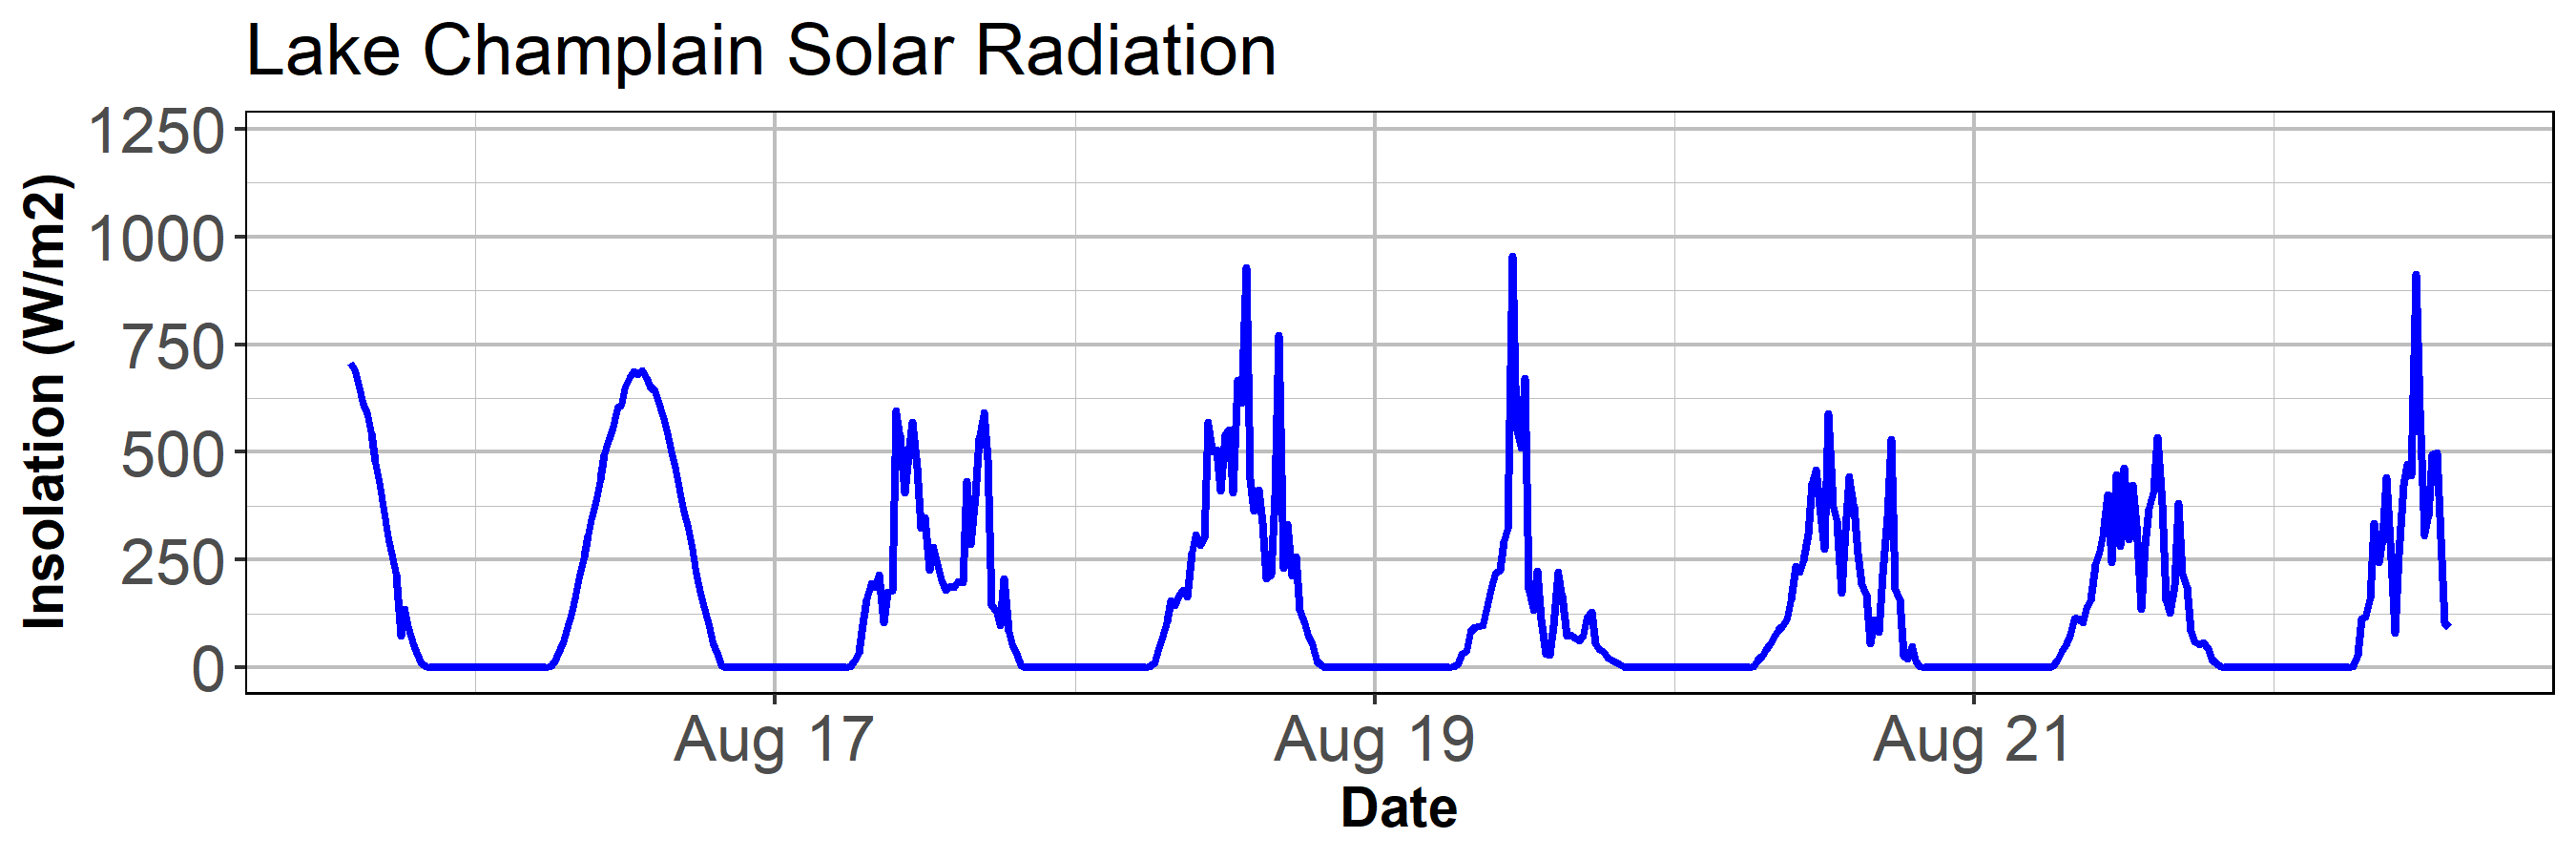 Lake Champlain Solar Radiation
Insolation (W/m2)
1250
1000
750
500
250
0
Aug 17 Aug 19 Aug 21
Date